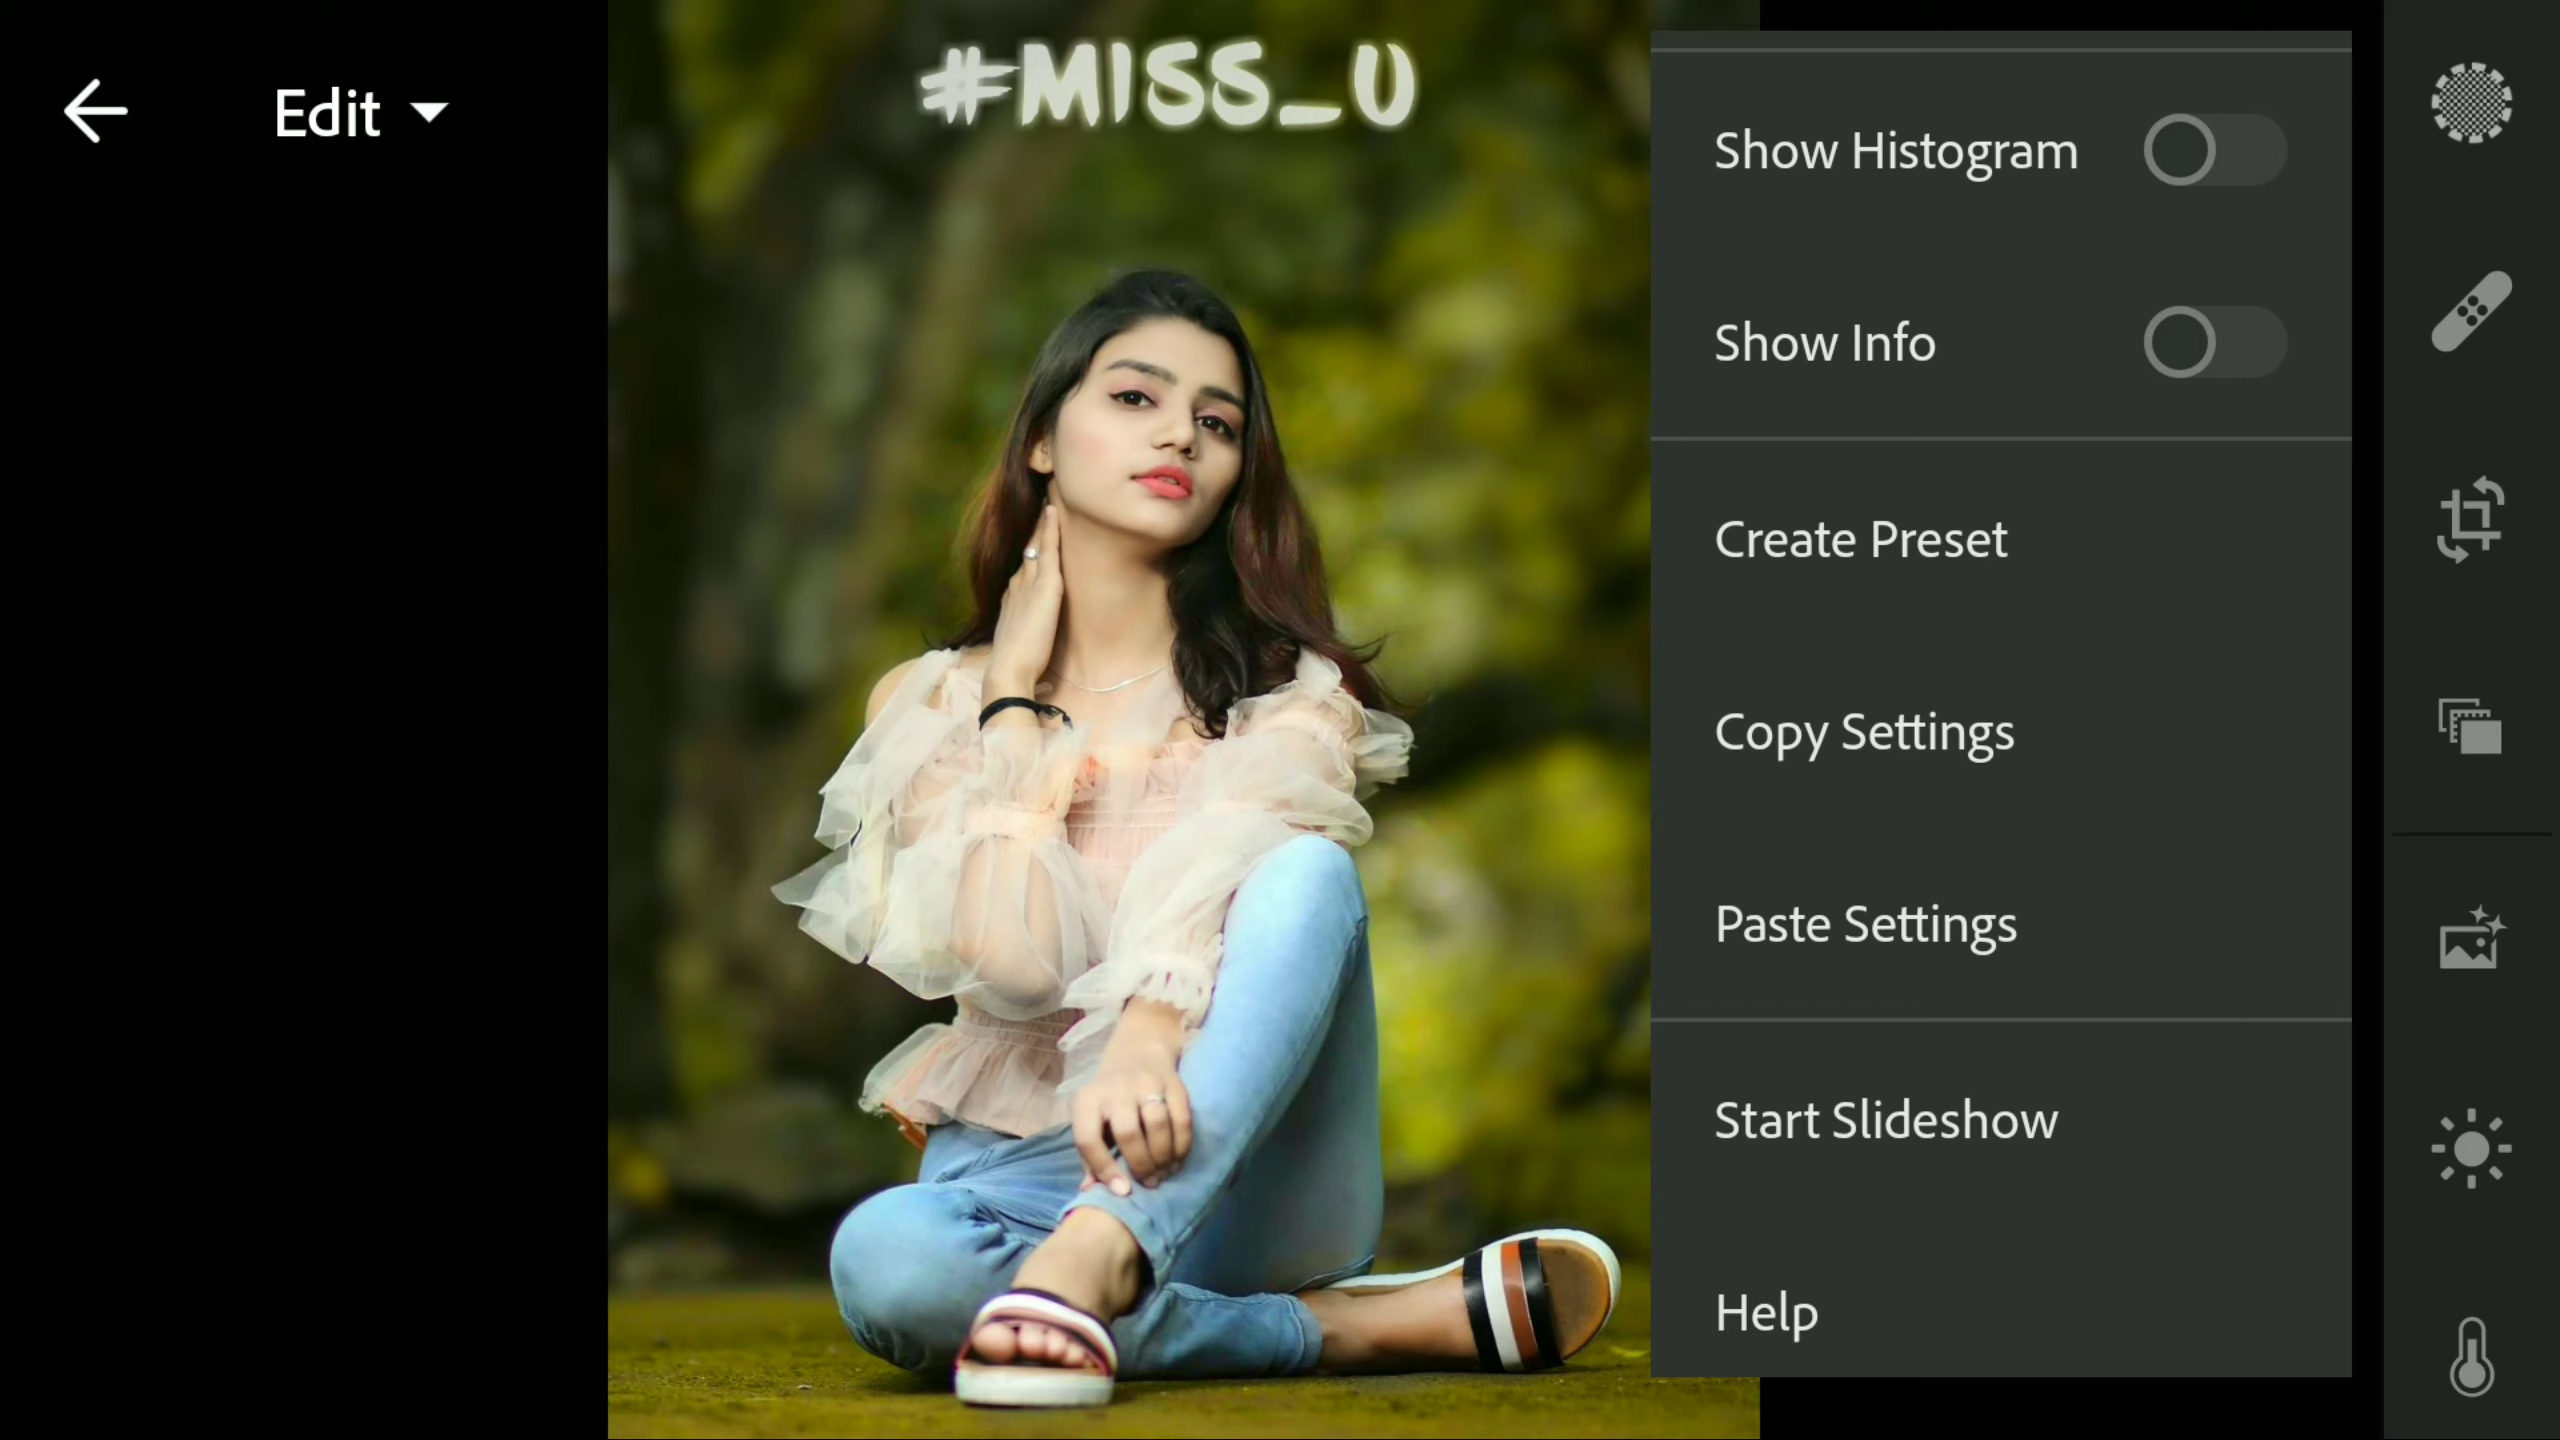 Edit
#MISS_U
Show Histogram
Show Info
Create Preset
Copy Settings
Paste Settings
Start Slideshow
Help